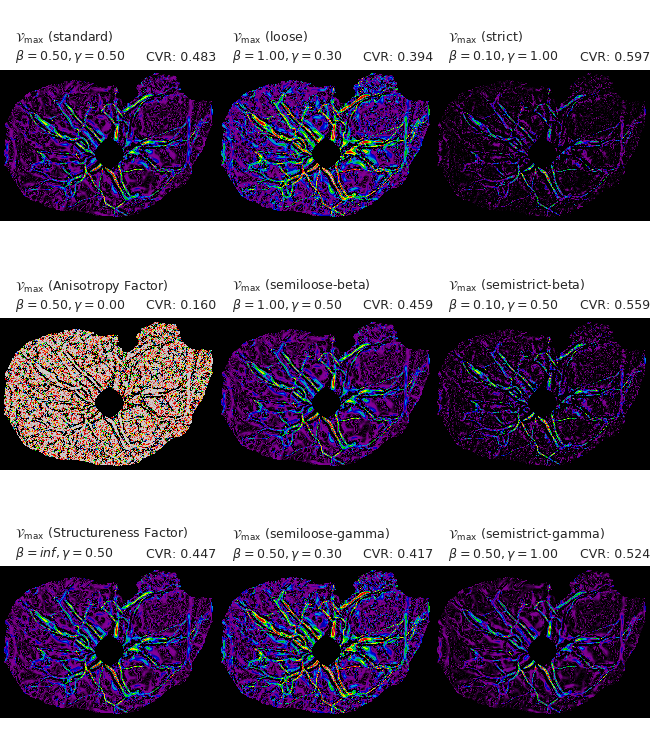 𝒱max (standard)
β = 0.50, γ = 0.50 CVR: 0.483
𝒱max (loose)
β = 1.00, γ = 0.30 CVR: 0.394
𝒱max (strict)
β = 0.10, γ = 1.00 CVR: 0.597
𝒱max (Anisotropy Factor)
β = 0.50, γ = 0.00 CVR: 0.160
𝒱max (semiloose-beta)
β = 1.00, γ = 0.50 CVR: 0.459
𝒱max (semistrict-beta)
β = 0.10, γ = 0.50 CVR: 0.559
𝒱max (Structureness Factor)
β = inf, γ = 0.50 CVR: 0.447
𝒱max (semiloose-gamma)
β = 0.50, γ = 0.30 CVR: 0.417
𝒱max (semistrict-gamma)
β = 0.50, γ = 1.00 CVR: 0.524